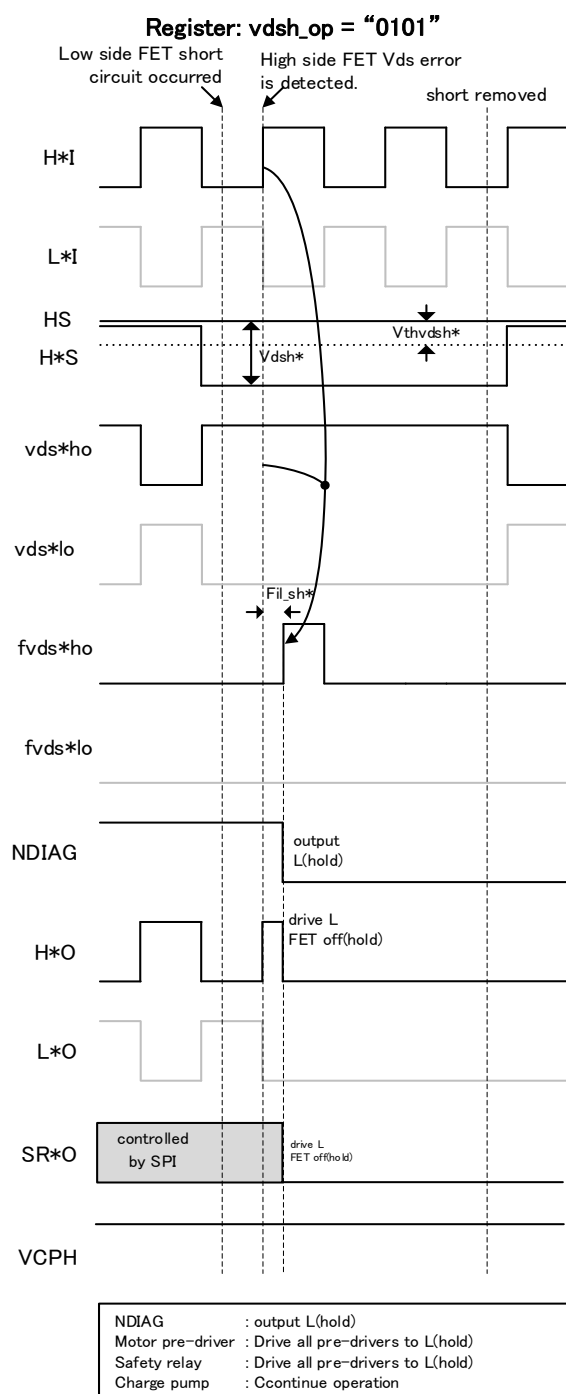 Register: vdsh_op = “0101”
Low side FET short
circuit occurred
High side FET Vds error
is detected.
short removed
H*I
L*I
HS
Vthvdsh*
H*S
Vdsh*
vds*ho
vds*lo
Fil_sh*
fvds*ho
fvds*lo
NDIAG
output
L(hold)
drive L
FET off(hold)
H*O
L*O
controlled
by SPI
drive L
FET off(hold)
SR*O
VCPH
NDIAG : output L(hold)
Motor pre-driver : Drive all pre-drivers to L(hold)
Safety relay : Drive all pre-drivers to L(hold)
Charge pump : Ccontinue operation